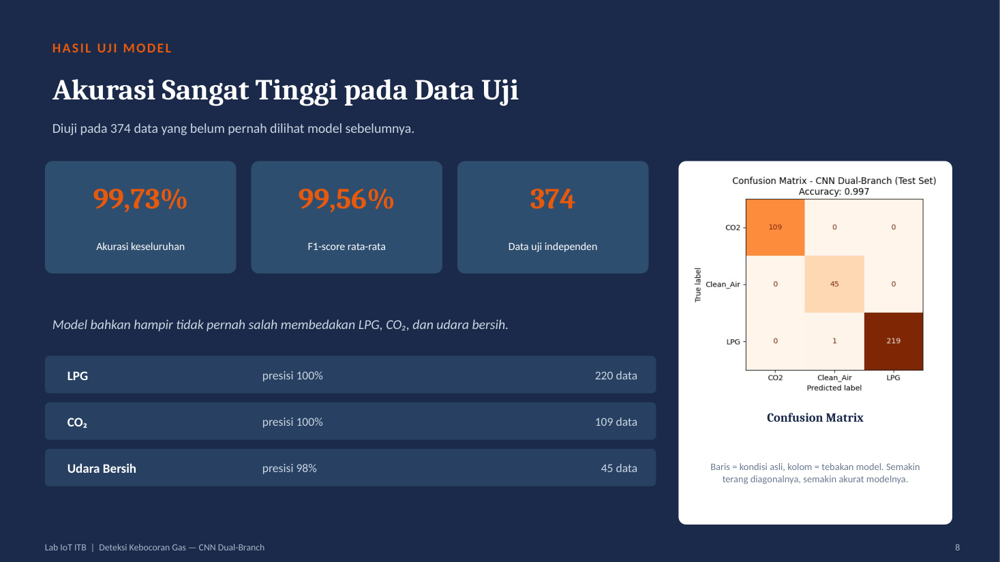 HASIL UJI MODEL
Akurasi Sangat Tinggi pada Data Uji
Diuji pada 374 data yang belum pernah dilihat model sebelumnya.
99,73%
Akurasi keseluruhan
99,56%
F1-score rata-rata
374
Data uji independen
Model bahkan hampir tidak pernah salah membedakan LPG, CO₂, dan udara bersih.
LPG presisi 100% 220 data
CO₂ presisi 100% 109 data
Udara Bersih presisi 98% 45 data
Confusion Matrix - CNN Dual-Branch (Test Set)
Accuracy: 0.997
True label
CO2 109 0 0
Clean_Air 0 45 0
LPG 0 1 219
CO2 Clean_Air LPG
Predicted label
Confusion Matrix
Baris = kondisi asli, kolom = tebakan model. Semakin
terang diagonalnya, semakin akurat modelnya.
Lab IoT ITB | Deteksi Kebocoran Gas — CNN Dual-Branch
8